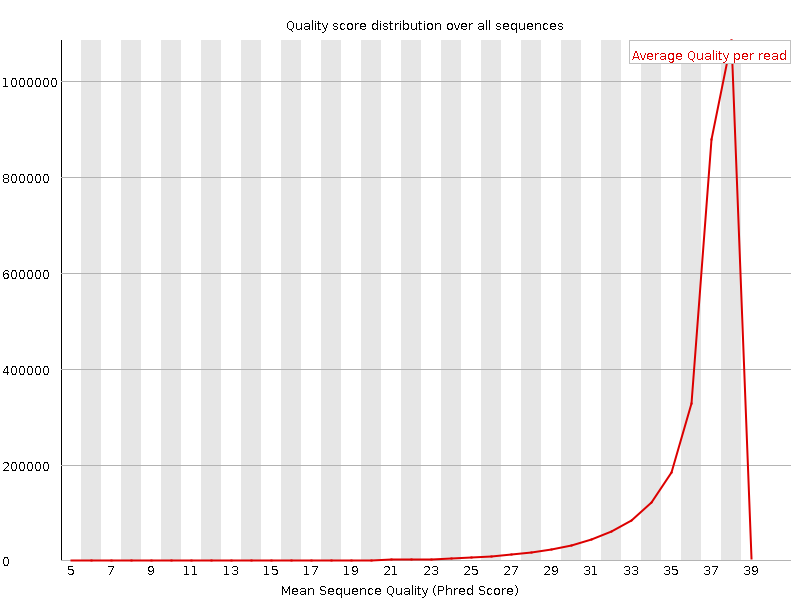 Quality score distribution over all sequences
Average Quality per read
1000000
800000
600000
400000
200000
0
5 7 9 11 13 15 17 19 21 23 25 27 29 31 33 35 37 39
Mean Sequence Quality (Phred Score)